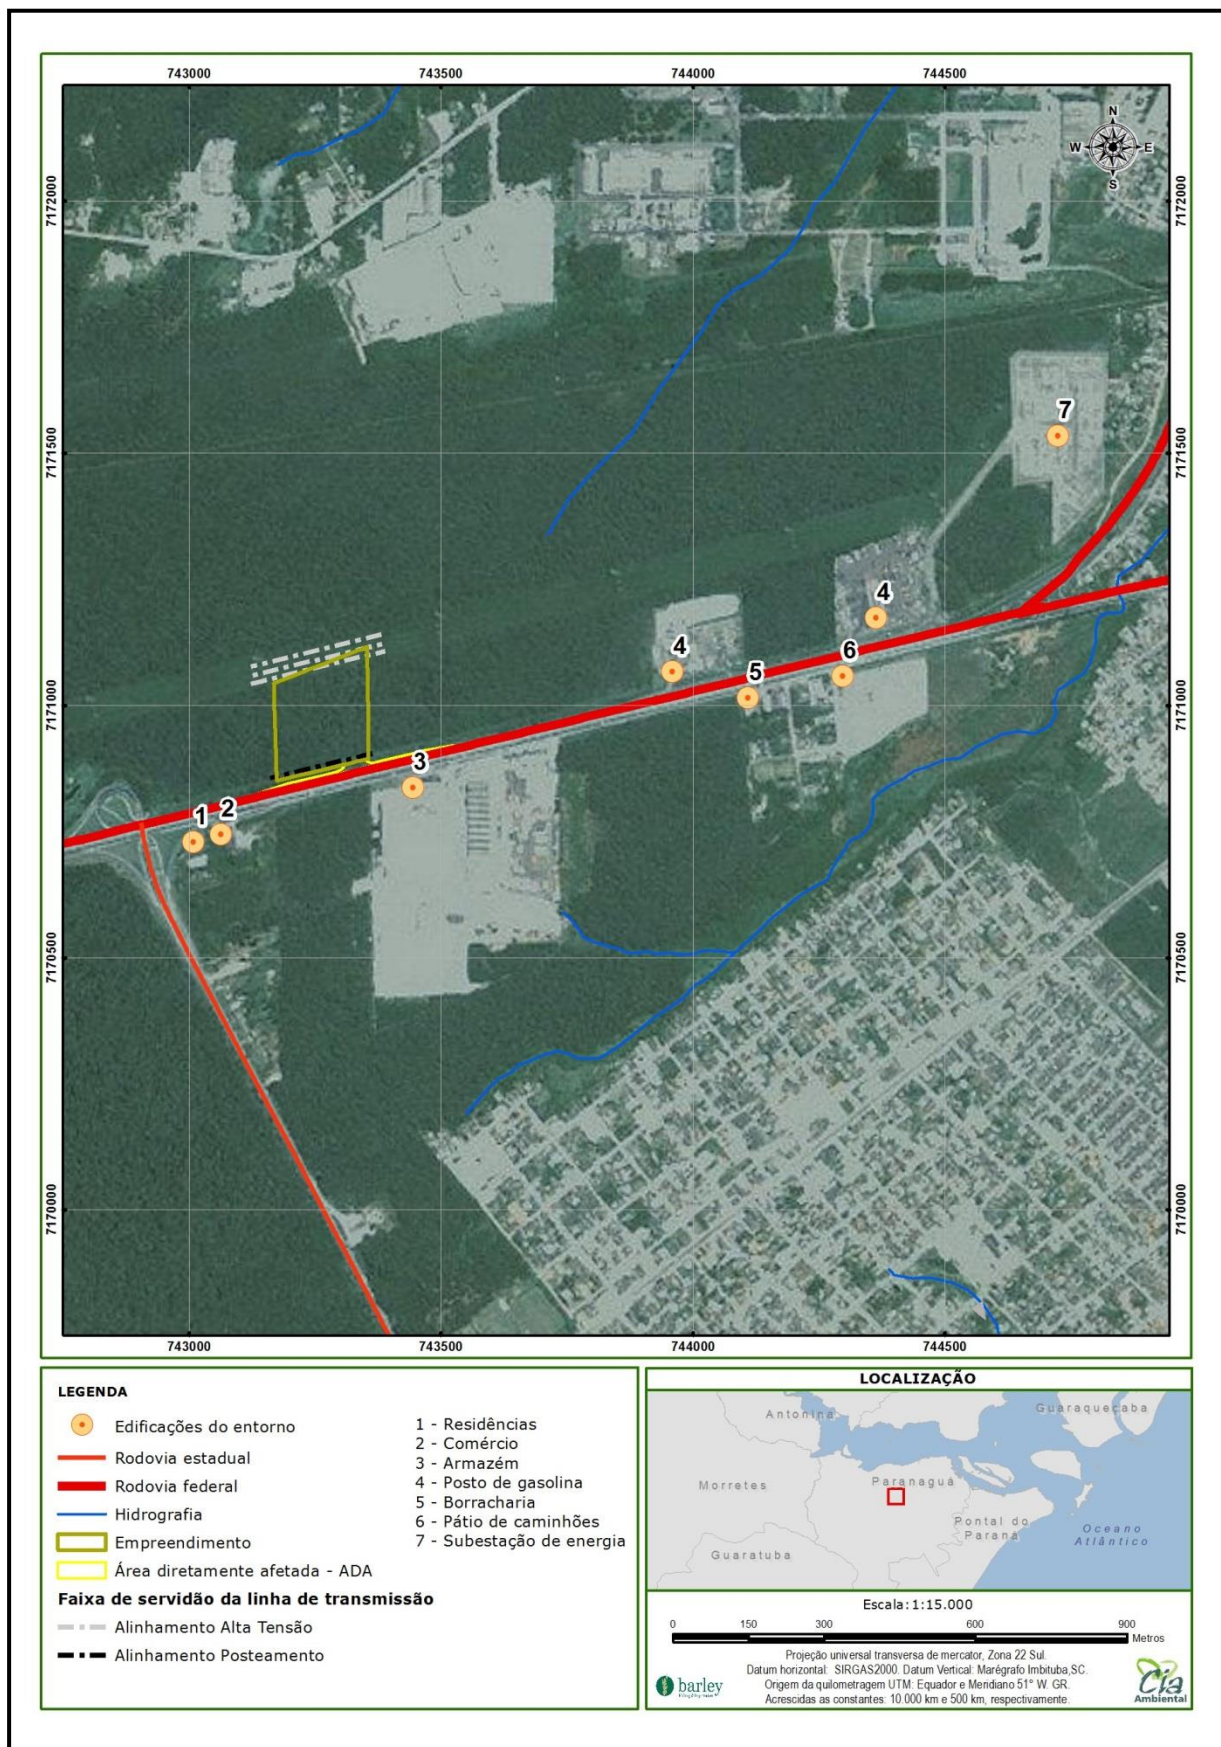 743000 743500 744000 744500
N
W E
S
7172000 7172000
7
7171500 7171500
4
4
6
5
7171000 7171000
3
2
1
7170500 7170500
7170000 7170000
743000 743500 744000 744500
LEGENDA
Edificações do entorno
Rodovia estadual
Rodovia federal
Hidrografia
Empreendimento
Área diretamente afetada - ADA
Faixa de servidão da linha de transmissão
Alinhamento Alta Tensão
Alinhamento Posteamento
1 - Residências
2 - Comércio
3 - Armazém
4 - Posto de gasolina
5 - Borracharia
6 - Pátio de caminhões
7 - Subestação de energia
LOCALIZAÇÃO
Antonina
Guaraqueçaba
Morretes
Paranaguá
Pontal do
Paraná
Oceano
Atlântico
Guaratuba
Escala:1:15.000
0 150 300 600 900
Metros
Projeção universal transversa de mercator, Zona 22 Sul.
Datum horizontal: SIRGAS2000. Datum Vertical: Marégrafo Imbituba,SC.
Origem da quilometragem UTM: Equador e Meridiano 51° W. GR.
Acrescidas as constantes: 10 000 km e 500 km, respectivamente.
barley
Cia
Ambiental